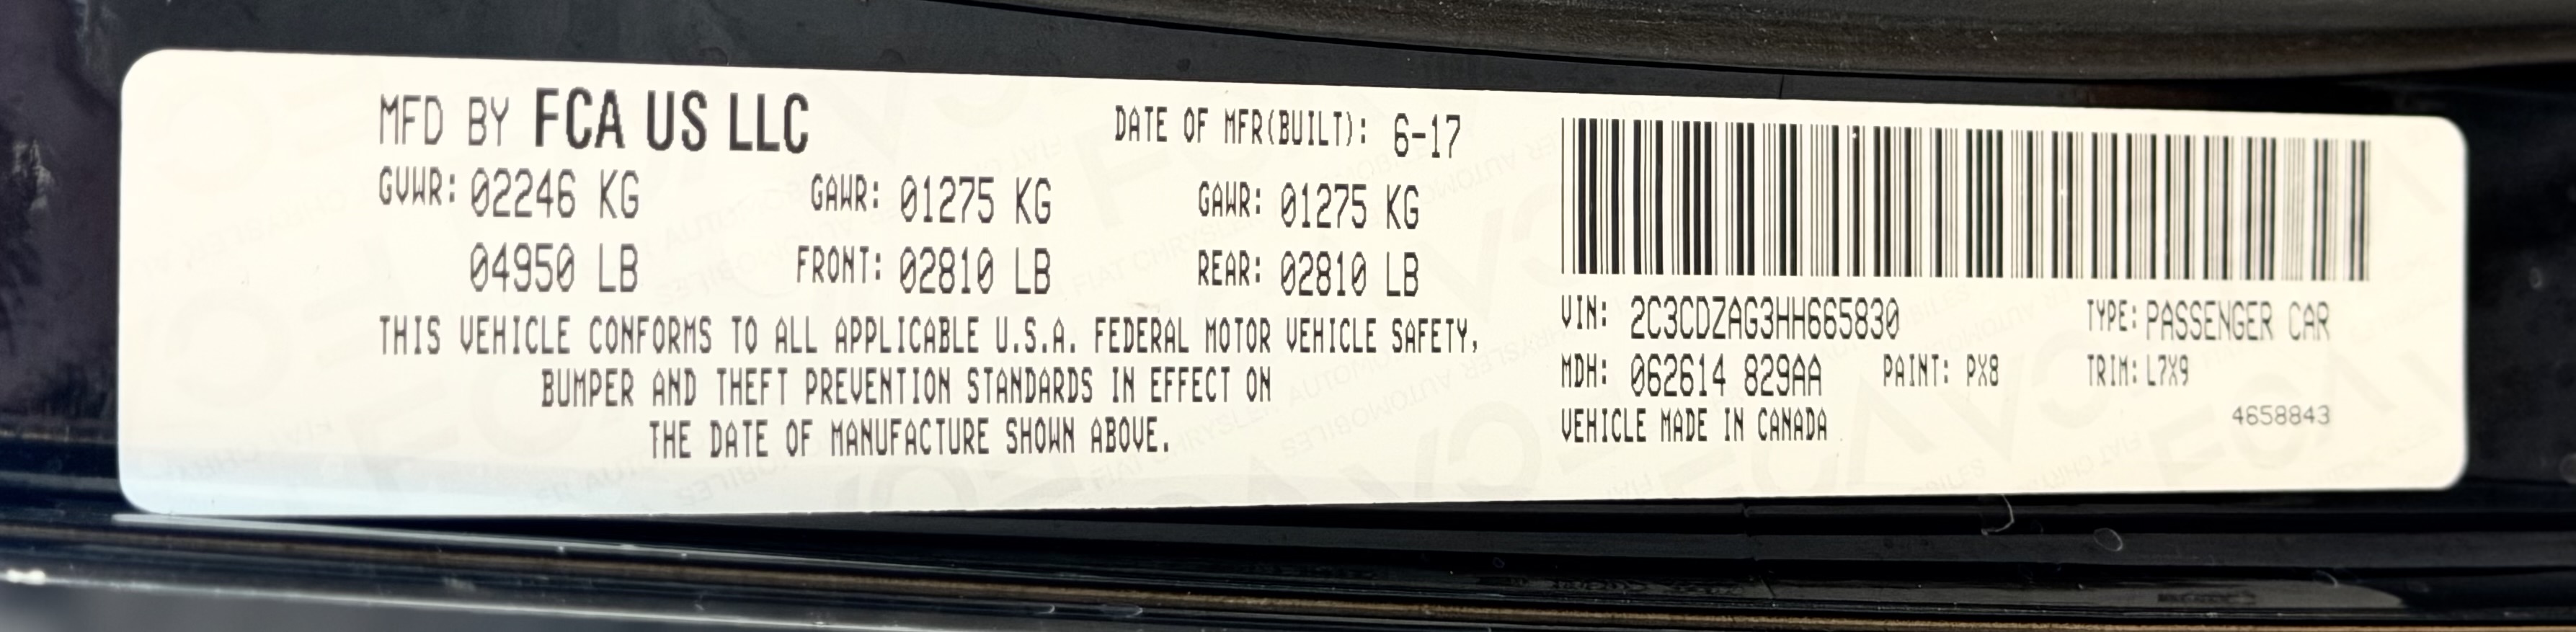 MFD BY FCA US LLC DATE OF MFR(BUILT): 6-17
GVWR: 02246 KG GAWR: 01275 KG GAWR: 01275 KG
04950 LB FRONT: 02810 LB REAR: 02810 LB
THIS VEHICLE CONFORMS TO ALL APPLICABLE U.S.A. FEDERAL MOTOR VEHICLE SAFETY,
BUMPER AND THEFT PREVENTION STANDARDS IN EFFECT ON
THE DATE OF MANUFACTURE SHOWN ABOVE.
VIN: 2C3CDZAG3HH665830 TYPE: PASSENGER CAR
MDH: 062614 829AA PAINT: PX8 TRIM: L7X9
VEHICLE MADE IN CANADA
4658843